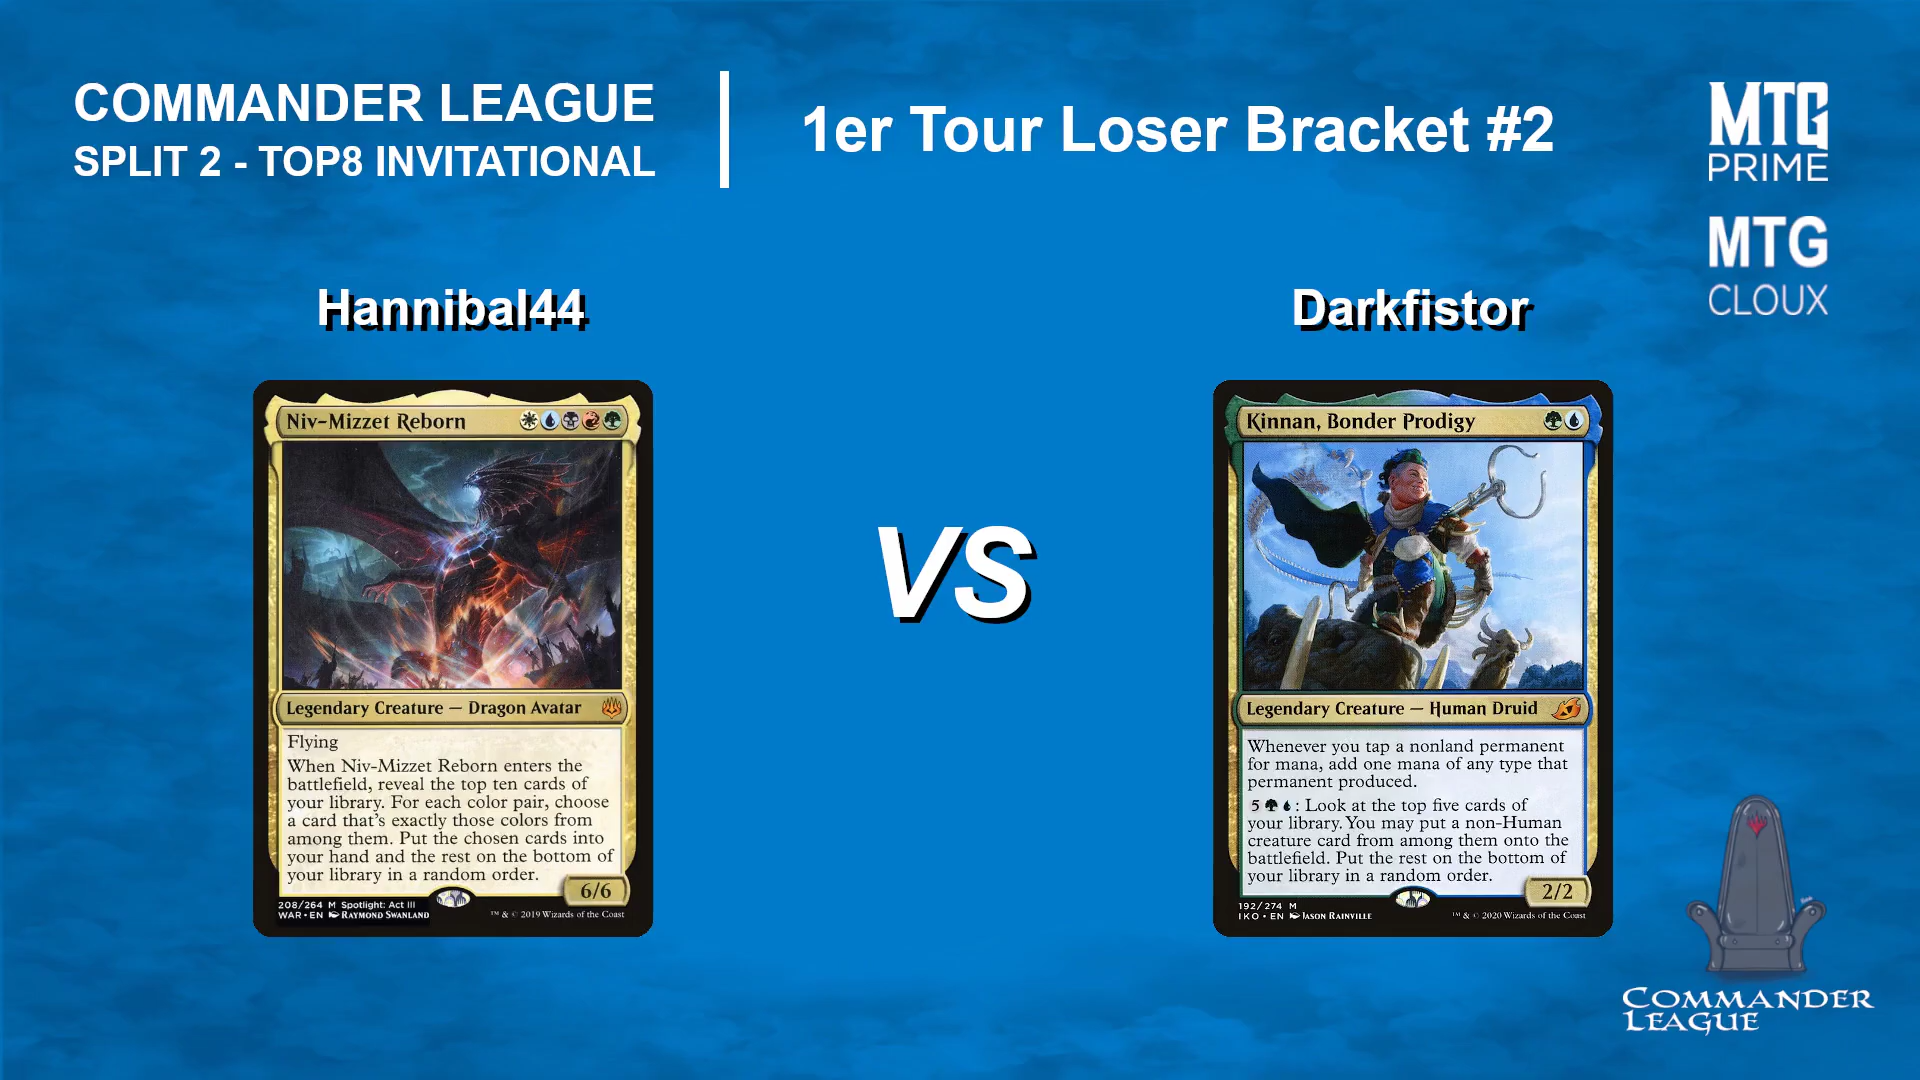 COMMANDER LEAGUE
SPLIT 2 - TOP8 INVITATIONAL
1er Tour Loser Bracket #2
MTG
PRIME
MTG
CLOUX
Hannibal44
Darkfistor
VS
Niv-Mizzet Reborn
Legendary Creature — Dragon Avatar
Flying
When Niv-Mizzet Reborn enters the
battlefield, reveal the top ten cards of
your library. For each color pair, choose
a card that's exactly those colors from
among them. Put the chosen cards into
your hand and the rest on the bottom of
your library in a random order.
6/6
208/264 M Spotlight: Act III
WAR • EN RAYMOND SWANLAND
™ & © 2019 Wizards of the Coast
Kinnan, Bonder Prodigy
Legendary Creature — Human Druid
Whenever you tap a nonland permanent
for mana, add one mana of any type that
permanent produced.
5 : Look at the top five cards of
your library. You may put a non-Human
creature card from among them onto the
battlefield. Put the rest on the bottom of
your library in a random order.
2/2
192/274 M
IKO • EN JASON RAINVILLE
™ & © 2020 Wizards of the Coast
COMMANDER
LEAGUE